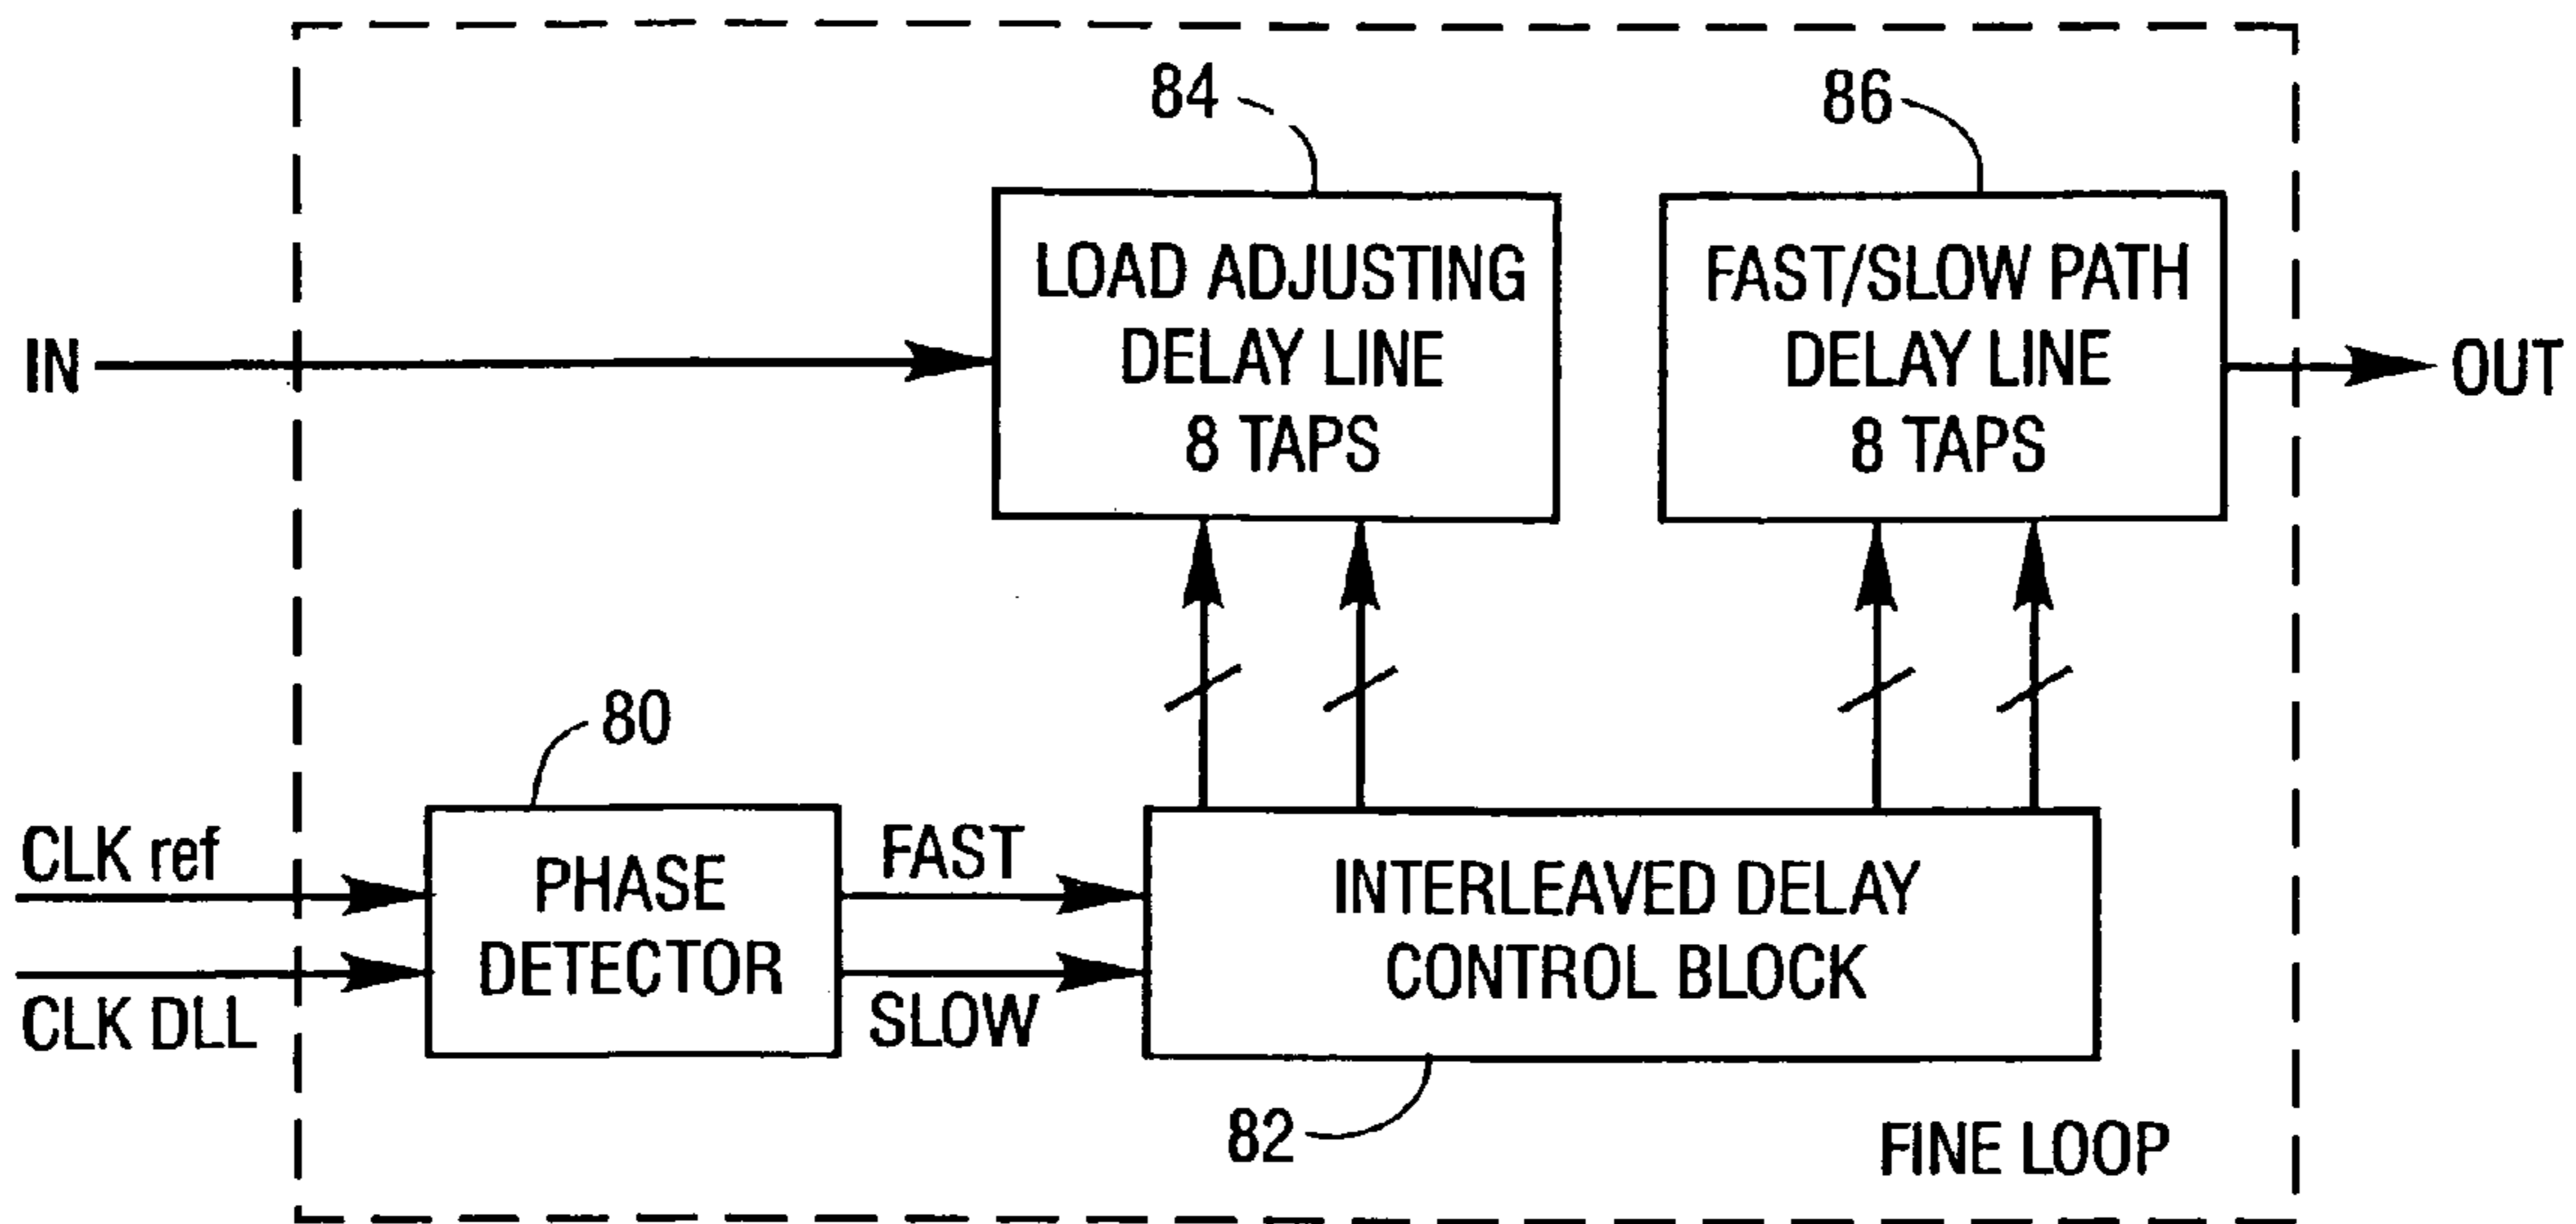 84
86
LOAD ADJUSTING
DELAY LINE
8 TAPS
FAST/SLOW PATH
DELAY LINE
8 TAPS
IN
OUT
80
CLK ref
CLK DLL
PHASE
DETECTOR
FAST
SLOW
INTERLEAVED DELAY
CONTROL BLOCK
82
FINE LOOP